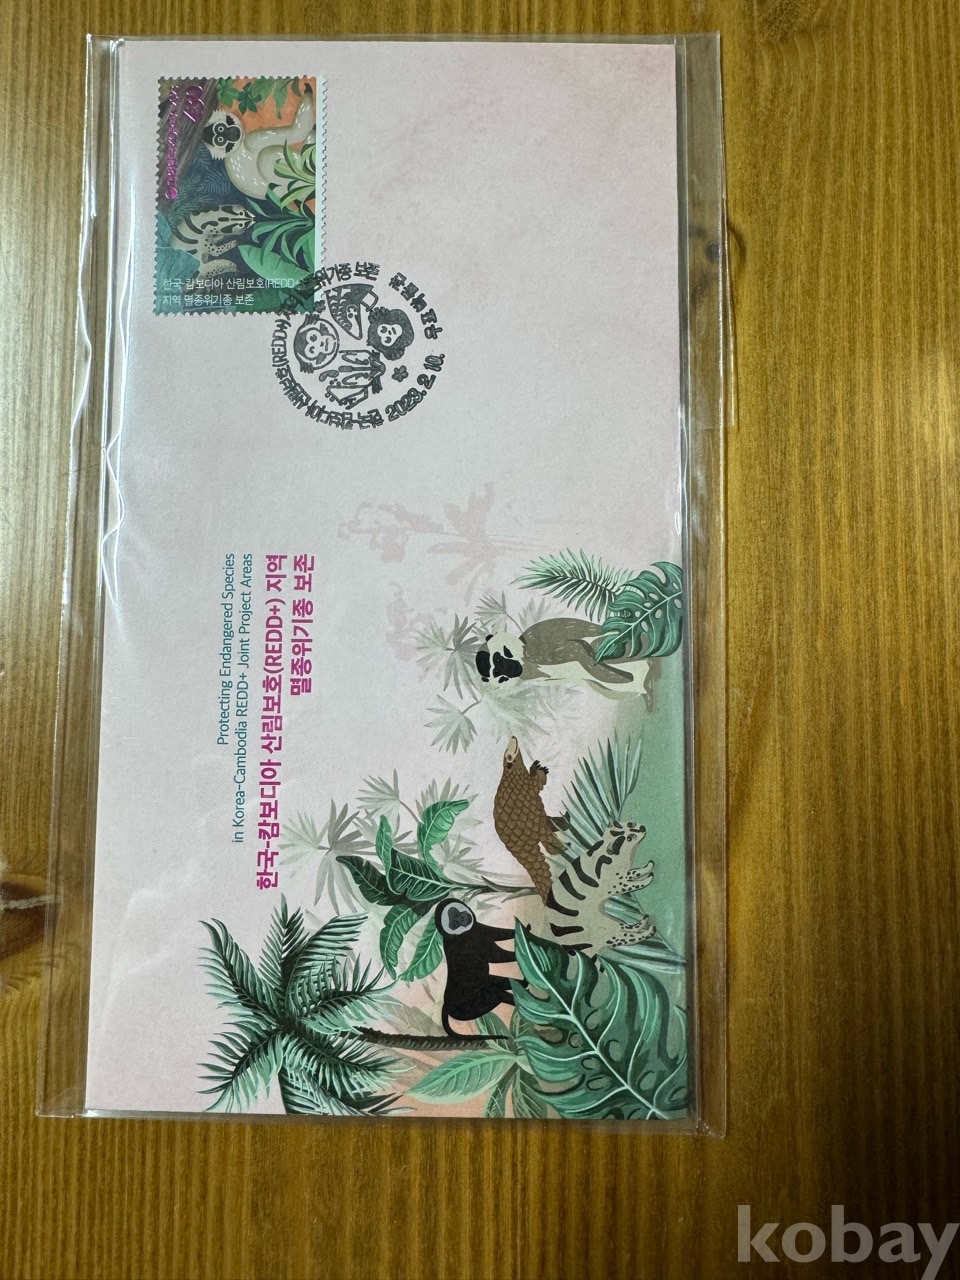 430
한국-캄보디아 산림보호(REDD+)
지역 멸종위기종 보존
2023. 2. 10.
Protecting Endangered Species
in Korea-Cambodia REDD+ Joint Project Areas
한국-캄보디아 산림보호(REDD+) 지역
멸종위기종 보존
kobay